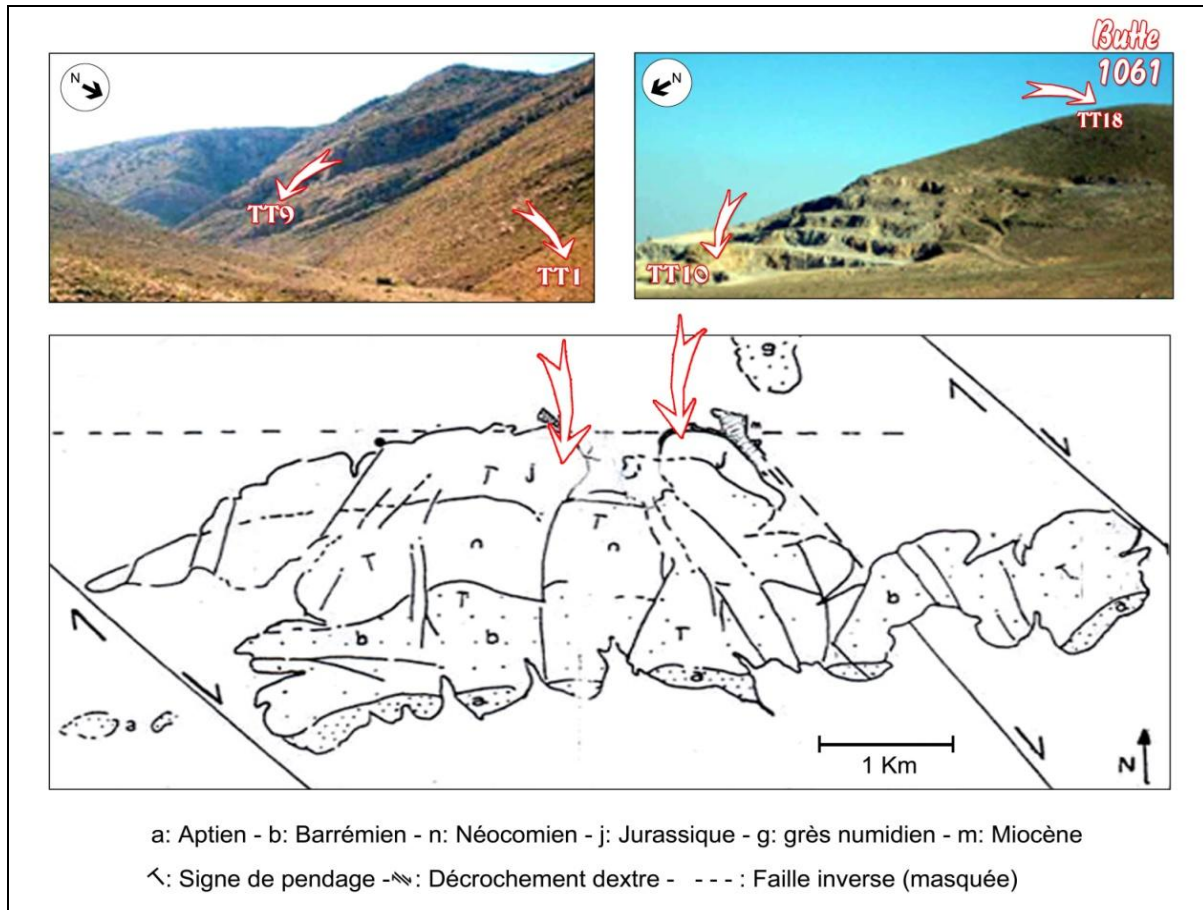 N
TT9
TT1
Butte
1061
N
TT18
TT10
g
m
T j
j
T
T
n
n
T
b
b
T
b
T
a
a
a
a
1 Km
N
a: Aptien - b: Barrémien - n: Néocomien - j: Jurassique - g: grès numidien - m: Miocène
: Signe de pendage - : Décrochement dextre - - - - : Faille inverse (masquée)